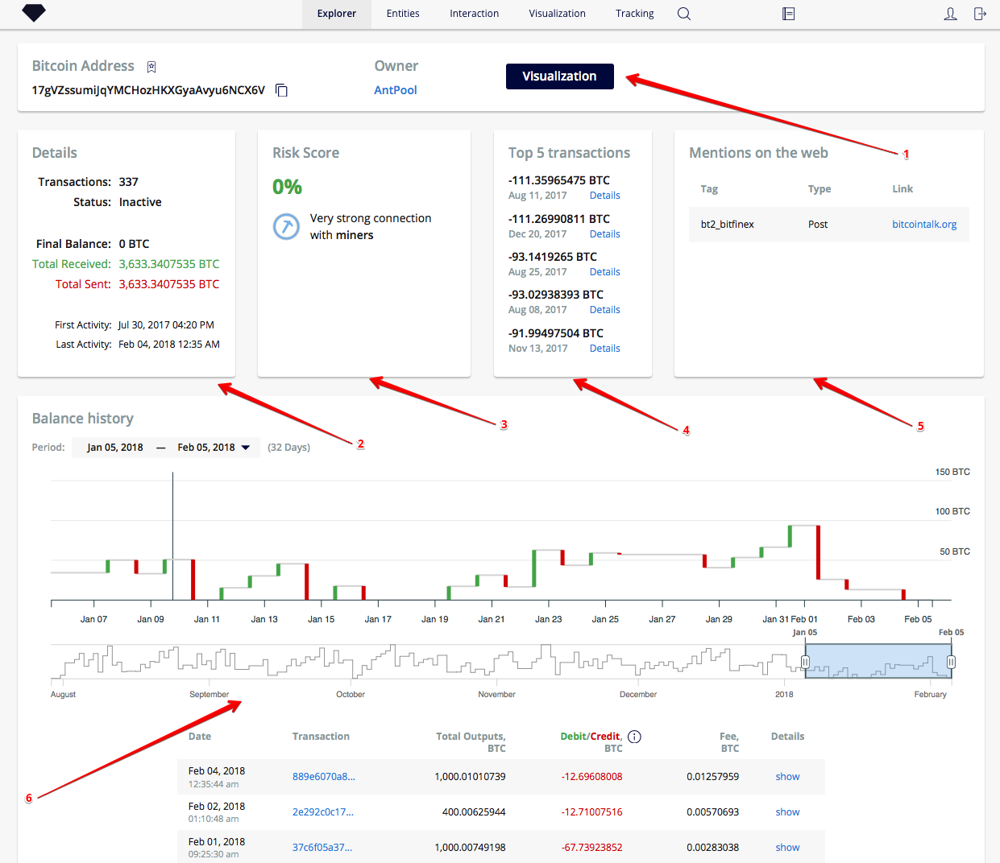 Explorer Entities Interaction Visualization Tracking
Bitcoin Address
17gVZssumiJqYMCHozHKXGyaAvyu6NCX6V
Owner
AntPool
Visualization
1
Details
Transactions: 337
Status: Inactive
Final Balance: 0 BTC
Total Received: 3,633.3407535 BTC
Total Sent: 3,633.3407535 BTC
First Activity: Jul 30, 2017 04:20 PM
Last Activity: Feb 04, 2018 12:35 AM
2
Risk Score
0%
Very strong connection
with miners
3
Top 5 transactions
-111.35965475 BTC
Aug 11, 2017 Details
-111.26990811 BTC
Dec 20, 2017 Details
-93.1419265 BTC
Aug 25, 2017 Details
-93.02938393 BTC
Aug 08, 2017 Details
-91.99497504 BTC
Nov 13, 2017 Details
4
Mentions on the web
Tag Type Link
bt2_bitfinex Post bitcointalk.org
5
Balance history
Period: Jan 05, 2018 — Feb 05, 2018 (32 Days)
150 BTC
100 BTC
50 BTC
Jan 07 Jan 09 Jan 11 Jan 13 Jan 15 Jan 17 Jan 19 Jan 21 Jan 23 Jan 25 Jan 27 Jan 29 Jan 31 Feb 01 Feb 03 Feb 05
Jan 05 Feb 05
August September October November December 2018 February
6
Date Transaction Total Outputs, BTC Debit/Credit, BTC Fee, BTC Details
Feb 04, 2018 889e6070a8... 1,000.01010739 -12.69608008 0.01257959 show
12:35:44 am
Feb 02, 2018 2e292c0c17... 400.00625944 -12.71007516 0.00570693 show
01:10:48 am
Feb 01, 2018 37c6f05a37... 1,000.00749198 -67.73923852 0.00283038 show
09:25:30 am